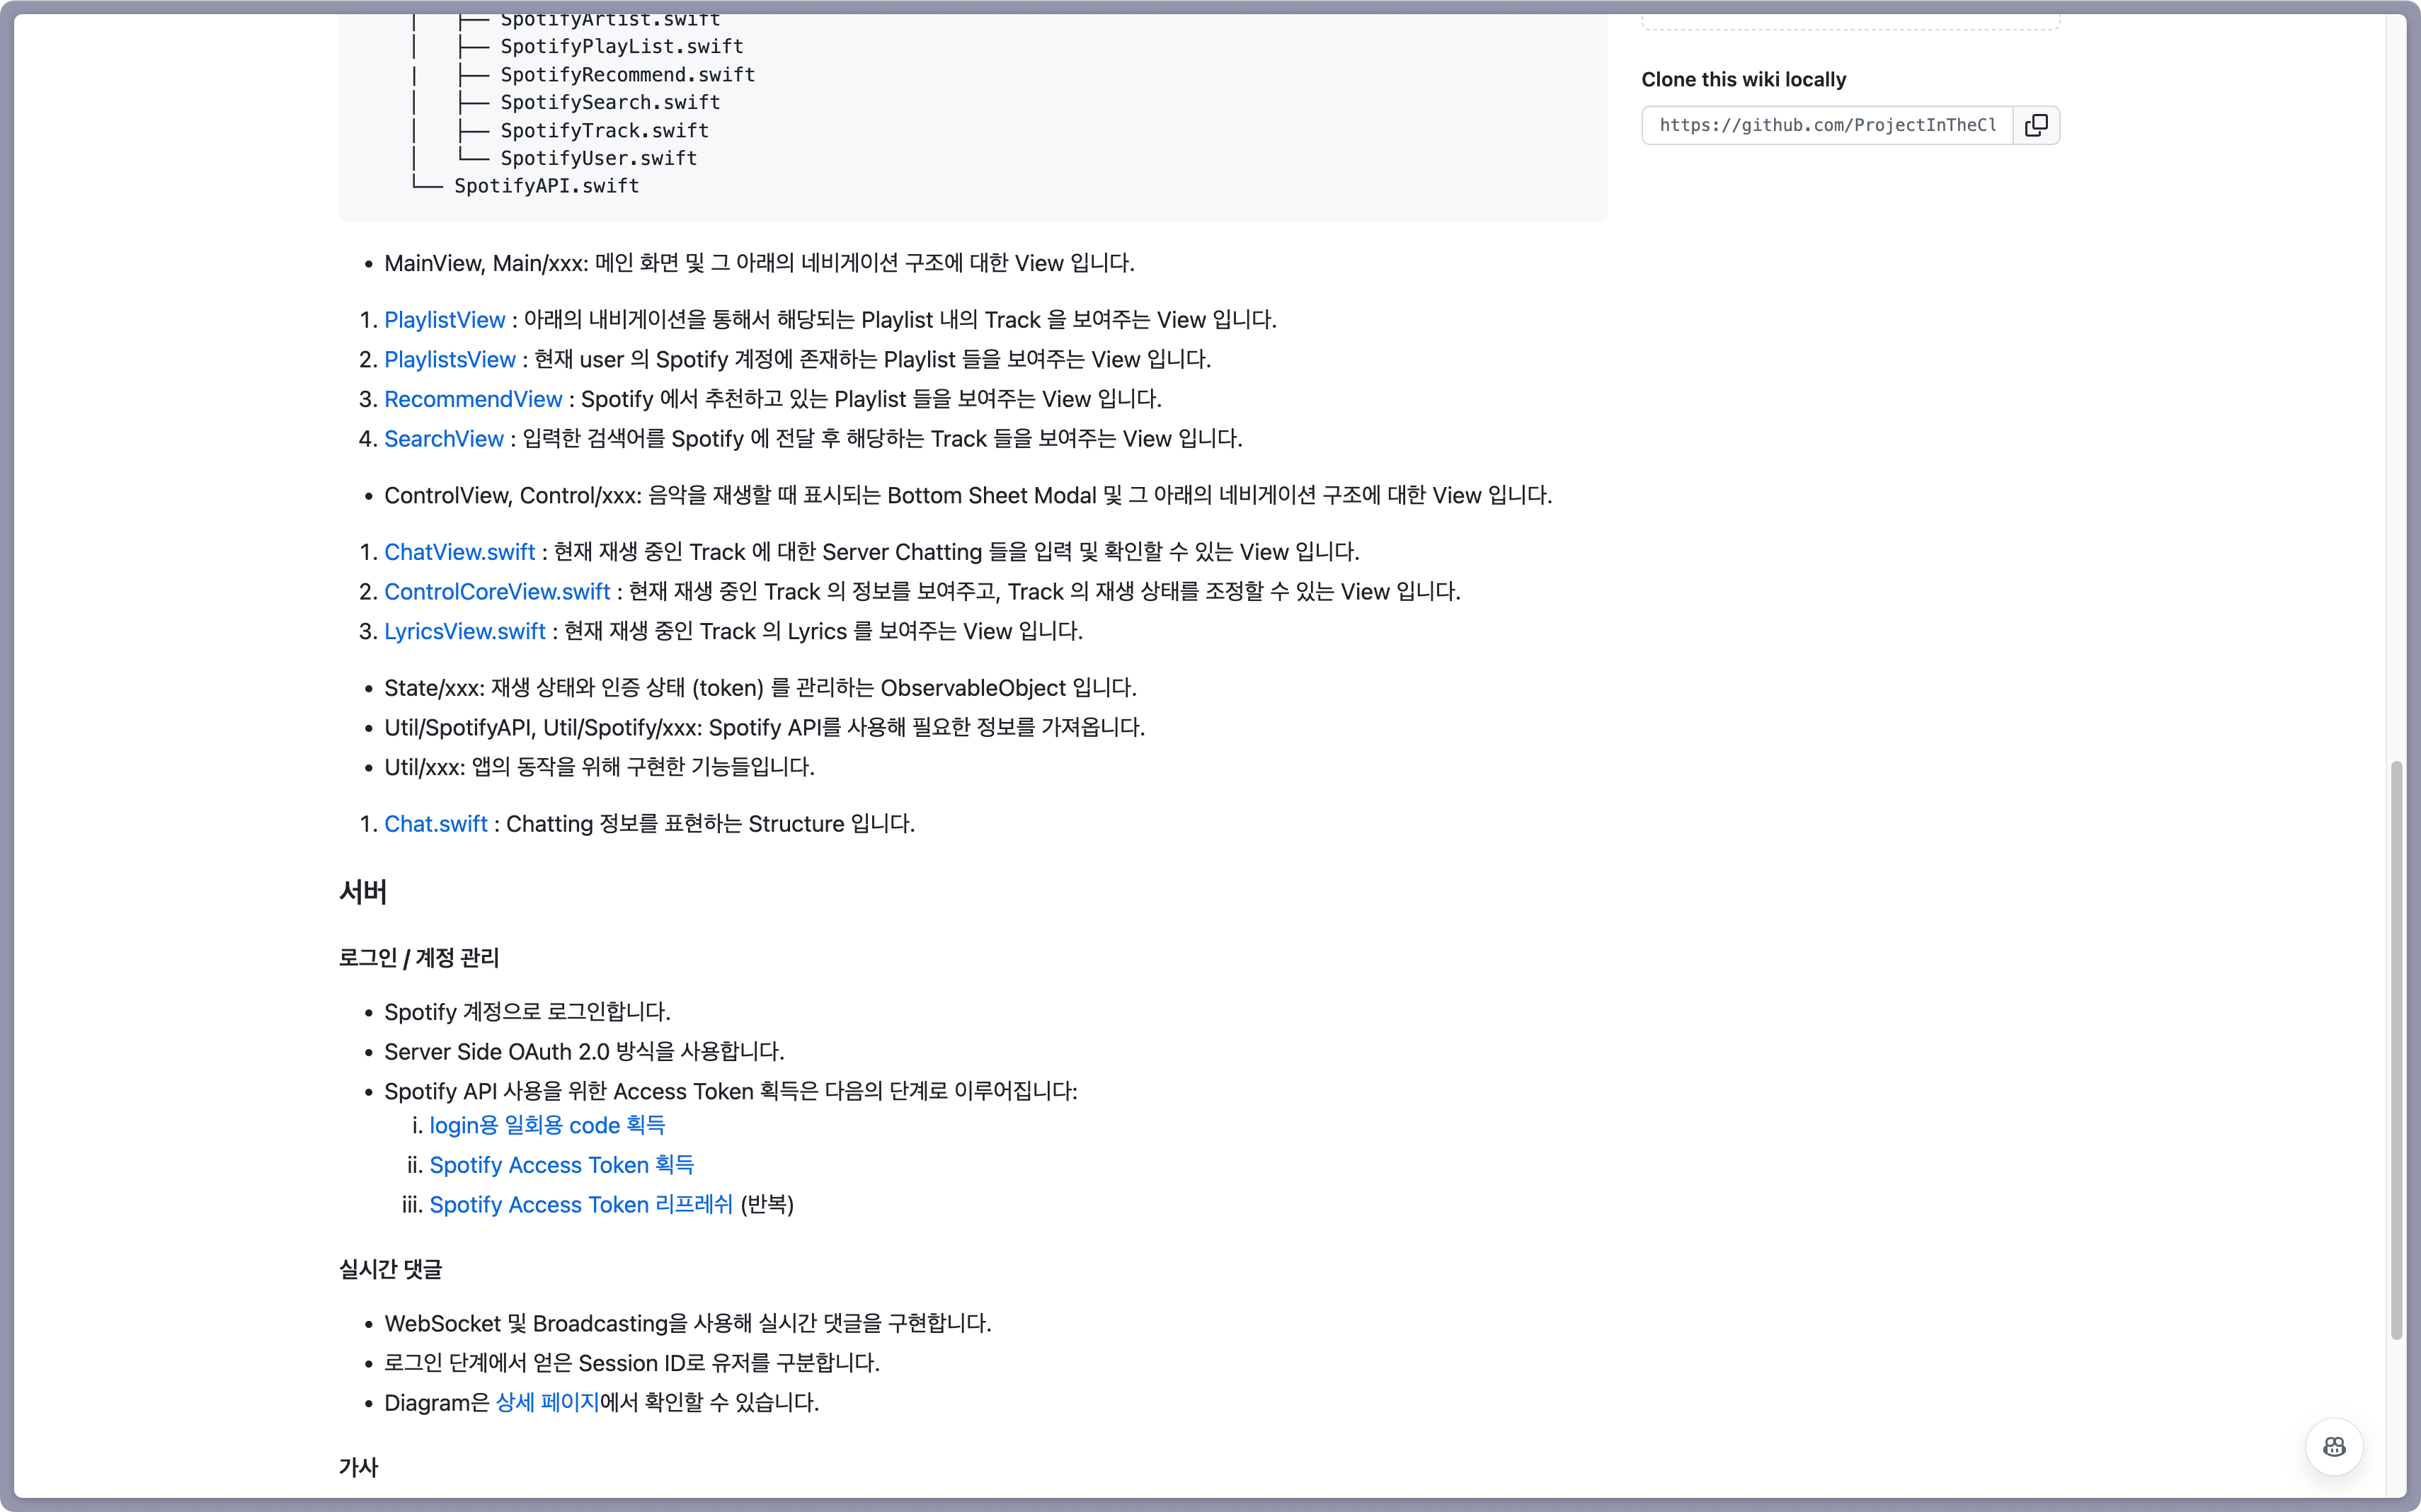 │   ├── SpotifyArtist.swift
│   ├── SpotifyPlayList.swift
|   ├── SpotifyRecommend.swift
│   ├── SpotifySearch.swift
│   ├── SpotifyTrack.swift
│   └── SpotifyUser.swift
└── SpotifyAPI.swift
Clone this wiki locally
https://github.com/ProjectInTheCl
• MainView, Main/xxx: 메인 화면 및 그 아래의 네비게이션 구조에 대한 View 입니다.
1. PlaylistView : 아래의 내비게이션을 통해서 해당되는 Playlist 내의 Track 을 보여주는 View 입니다.
2. PlaylistsView : 현재 user 의 Spotify 계정에 존재하는 Playlist 들을 보여주는 View 입니다.
3. RecommendView : Spotify 에서 추천하고 있는 Playlist 들을 보여주는 View 입니다.
4. SearchView : 입력한 검색어를 Spotify 에 전달 후 해당하는 Track 들을 보여주는 View 입니다.
• ControlView, Control/xxx: 음악을 재생할 때 표시되는 Bottom Sheet Modal 및 그 아래의 네비게이션 구조에 대한 View 입니다.
1. ChatView.swift : 현재 재생 중인 Track 에 대한 Server Chatting 들을 입력 및 확인할 수 있는 View 입니다.
2. ControlCoreView.swift : 현재 재생 중인 Track 의 정보를 보여주고, Track 의 재생 상태를 조정할 수 있는 View 입니다.
3. LyricsView.swift : 현재 재생 중인 Track 의 Lyrics 를 보여주는 View 입니다.
• State/xxx: 재생 상태와 인증 상태 (token) 를 관리하는 ObservableObject 입니다.
• Util/SpotifyAPI, Util/Spotify/xxx: Spotify API를 사용해 필요한 정보를 가져옵니다.
• Util/xxx: 앱의 동작을 위해 구현한 기능들입니다.
1. Chat.swift : Chatting 정보를 표현하는 Structure 입니다.
서버
로그인 / 계정 관리
• Spotify 계정으로 로그인합니다.
• Server Side OAuth 2.0 방식을 사용합니다.
• Spotify API 사용을 위한 Access Token 획득은 다음의 단계로 이루어집니다:
i. login용 일회용 code 획득
ii. Spotify Access Token 획득
iii. Spotify Access Token 리프레쉬 (반복)
실시간 댓글
• WebSocket 및 Broadcasting을 사용해 실시간 댓글을 구현합니다.
• 로그인 단계에서 얻은 Session ID로 유저를 구분합니다.
• Diagram은 상세 페이지에서 확인할 수 있습니다.
가사